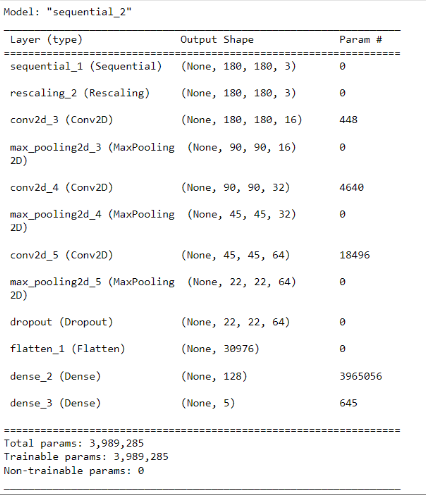 Model: "sequential_2"
_________________________________________________________________
Layer (type)                Output Shape              Param #
=================================================================
sequential_1 (Sequential)   (None, 180, 180, 3)       0
rescaling_2 (Rescaling)     (None, 180, 180, 3)       0
conv2d_3 (Conv2D)           (None, 180, 180, 16)      448
max_pooling2d_3 (MaxPooling  (None, 90, 90, 16)       0
2D)
conv2d_4 (Conv2D)           (None, 90, 90, 32)        4640
max_pooling2d_4 (MaxPooling  (None, 45, 45, 32)       0
2D)
conv2d_5 (Conv2D)           (None, 45, 45, 64)        18496
max_pooling2d_5 (MaxPooling  (None, 22, 22, 64)       0
2D)
dropout (Dropout)           (None, 22, 22, 64)        0
flatten_1 (Flatten)         (None, 30976)             0
dense_2 (Dense)             (None, 128)               3965056
dense_3 (Dense)             (None, 5)                 645
=================================================================
Total params: 3,989,285
Trainable params: 3,989,285
Non-trainable params: 0
_________________________________________________________________